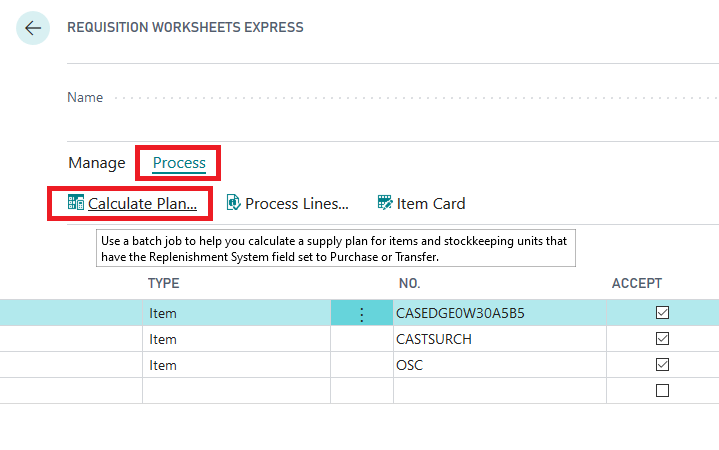 REQUISITION WORKSHEETS EXPRESS
Name
Manage Process
Calculate Plan... Process Lines... Item Card
Use a batch job to help you calculate a supply plan for items and stockkeeping units that
have the Replenishment System field set to Purchase or Transfer.
TYPE NO. ACCEPT
Item CASEDGE0W30A5B5
Item CASTSURCH
Item OSC